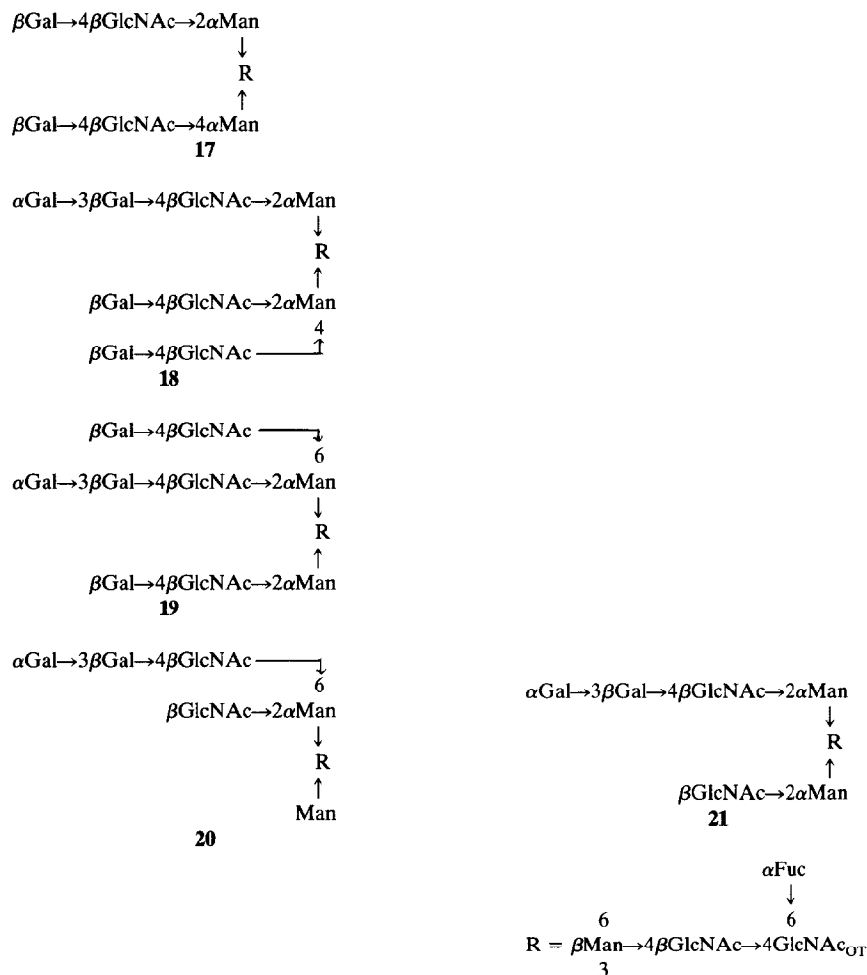 βGal→4βGlcNAc→2αMan
↓
R
↑
βGal→4βGlcNAc→4αMan
17
αGal→3βGal→4βGlcNAc→2αMan
↓
R
↑
βGal→4βGlcNAc→2αMan
4
βGal→4βGlcNAc
18
βGal→4βGlcNAc
6
αGal→3βGal→4βGlcNAc→2αMan
↓
R
↑
βGal→4βGlcNAc→2αMan
19
αGal→3βGal→4βGlcNAc
6
βGlcNAc→2αMan
↓
R
↑
Man
20
αGal→3βGal→4βGlcNAc→2αMan
↓
R
↑
βGlcNAc→2αMan
21
αFuc
↓
6 6
R = βMan→4βGlcNAc→4GlcNAcOT
3